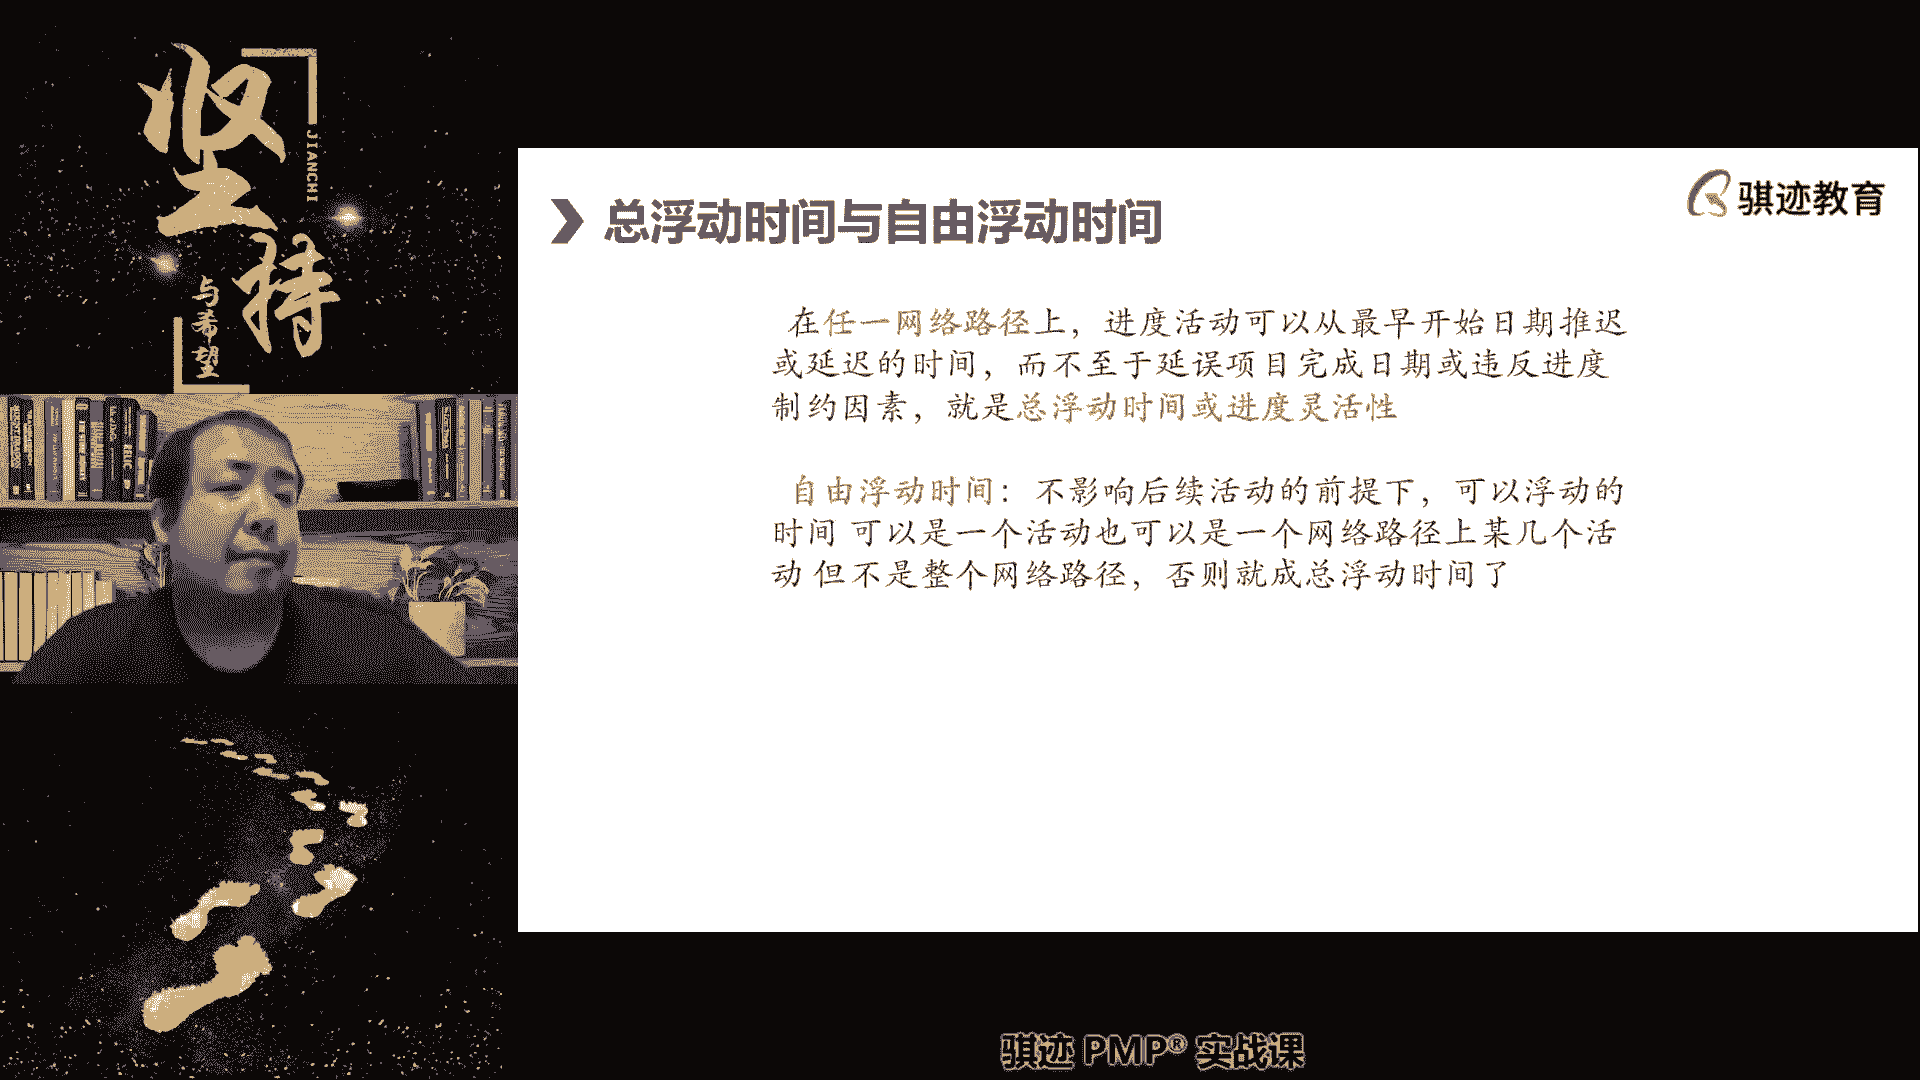 坚持
JIANCHI
与希望
骐迹教育
总浮动时间与自由浮动时间
在任一网络路径上，进度活动可以从最早开始日期推迟
或延迟的时间，而不至于延误项目完成日期或违反进度
制约因素，就是总浮动时间或进度灵活性
自由浮动时间：不影响后续活动的前提下，可以浮动的
时间 可以是一个活动也可以是一个网络路径上某几个活
动 但不是整个网络路径，否则就成总浮动时间了
骐迹 PMP® 实战课